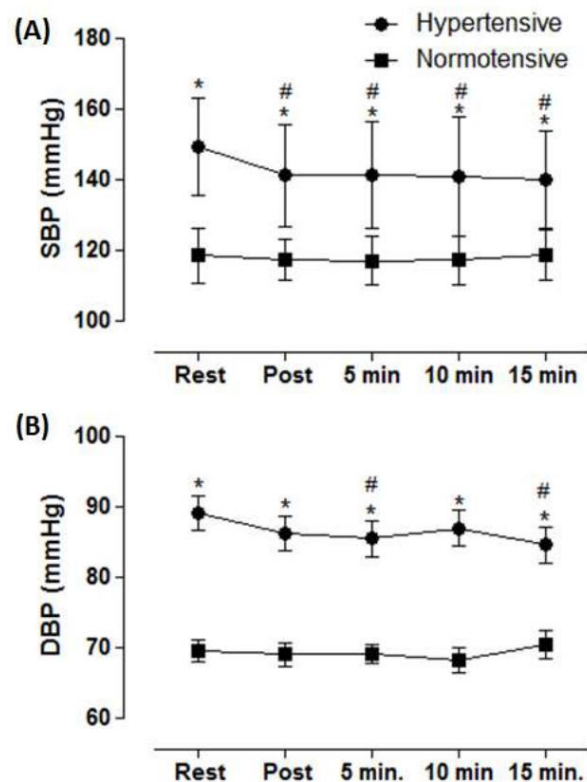 (A)
Hypertensive
Normotensive
SBP (mmHg)
180
160
140
120
100
* # * # * # * # *
Rest Post 5 min 10 min 15 min
(B)
DBP (mmHg)
100
90
80
70
60
* * # * * # *
Rest Post 5 min. 10 min 15 min.